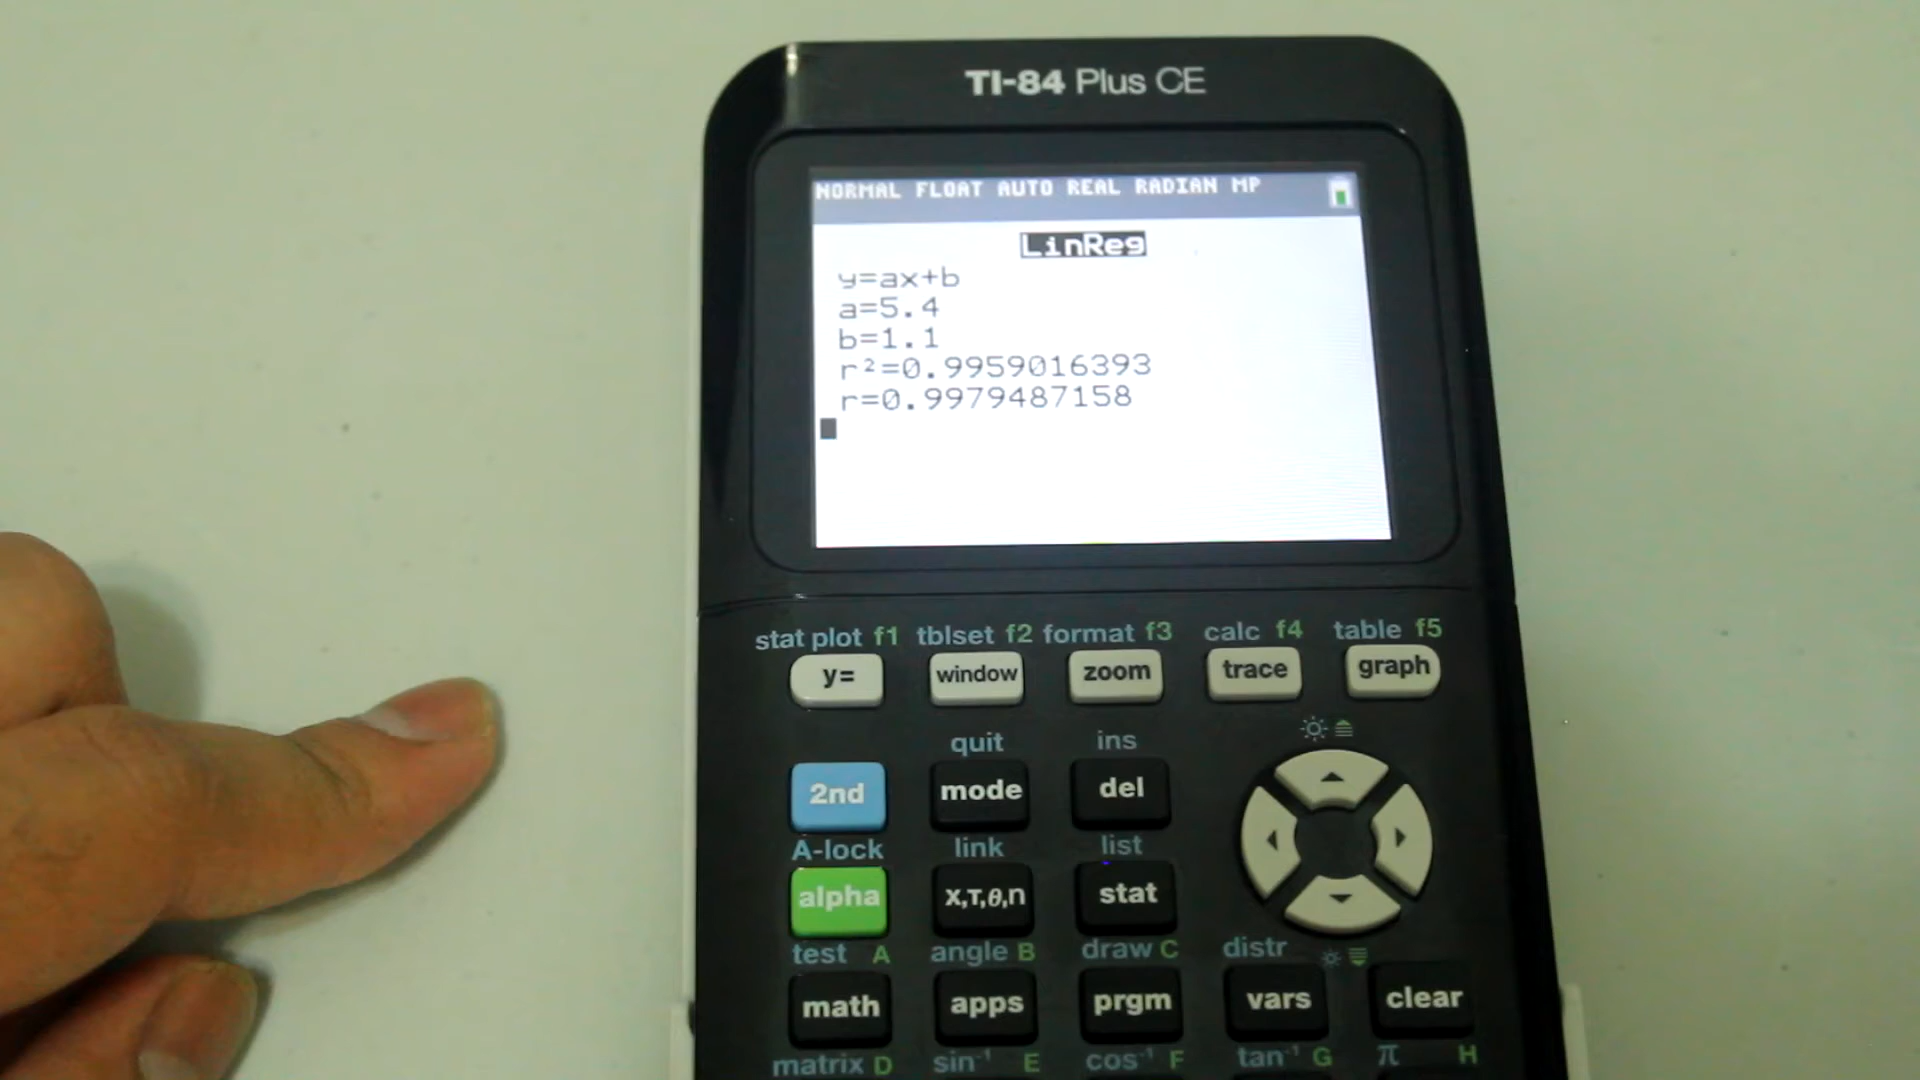 TI-84 Plus CE
NORMAL FLOAT AUTO REAL RADIAN MP
LinReg
y=ax+b
a=5.4
b=1.1
r²=0.9959016393
r=0.9979487158
stat plot f1 tblset f2 format f3 calc f4 table f5
y= window zoom trace graph
quit ins
2nd mode del
A-lock link list
alpha x,T,θ,n stat
test A angle B draw C distr
math apps prgm vars clear
matrix D sin⁻¹ E cos⁻¹ F tan⁻¹ G π H